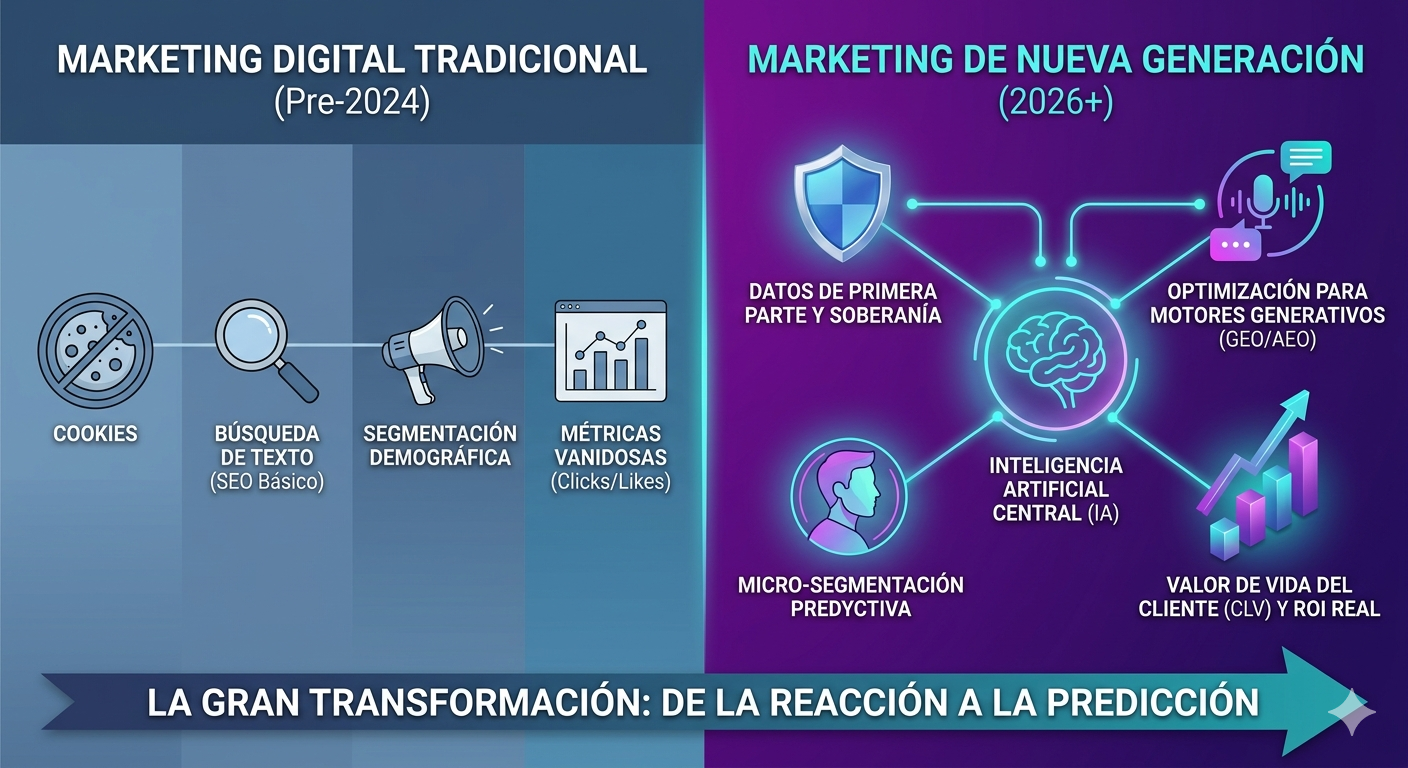 MARKETING DIGITAL TRADICIONAL
(Pre-2024)
COOKIES
BÚSQUEDA
DE TEXTO
(SEO Básico)
SEGMENTACIÓN
DEMOGRÁFICA
MÉTRICAS
VANIDOSAS
(Clicks/Likes)
MARKETING DE NUEVA GENERACIÓN
(2026+)
DATOS DE PRIMERA
PARTE Y SOBERANÍA
OPTIMIZACIÓN PARA
MOTORES GENERATIVOS
(GEO/AEO)
INTELIGENCIA
ARTIFICIAL
CENTRAL (IA)
MICRO-SEGMENTACIÓN
PREDYCTIVA
VALOR DE VIDA DEL
CLIENTE (CLV) Y ROI REAL
LA GRAN TRANSFORMACIÓN: DE LA REACCIÓN A LA PREDICCIÓN